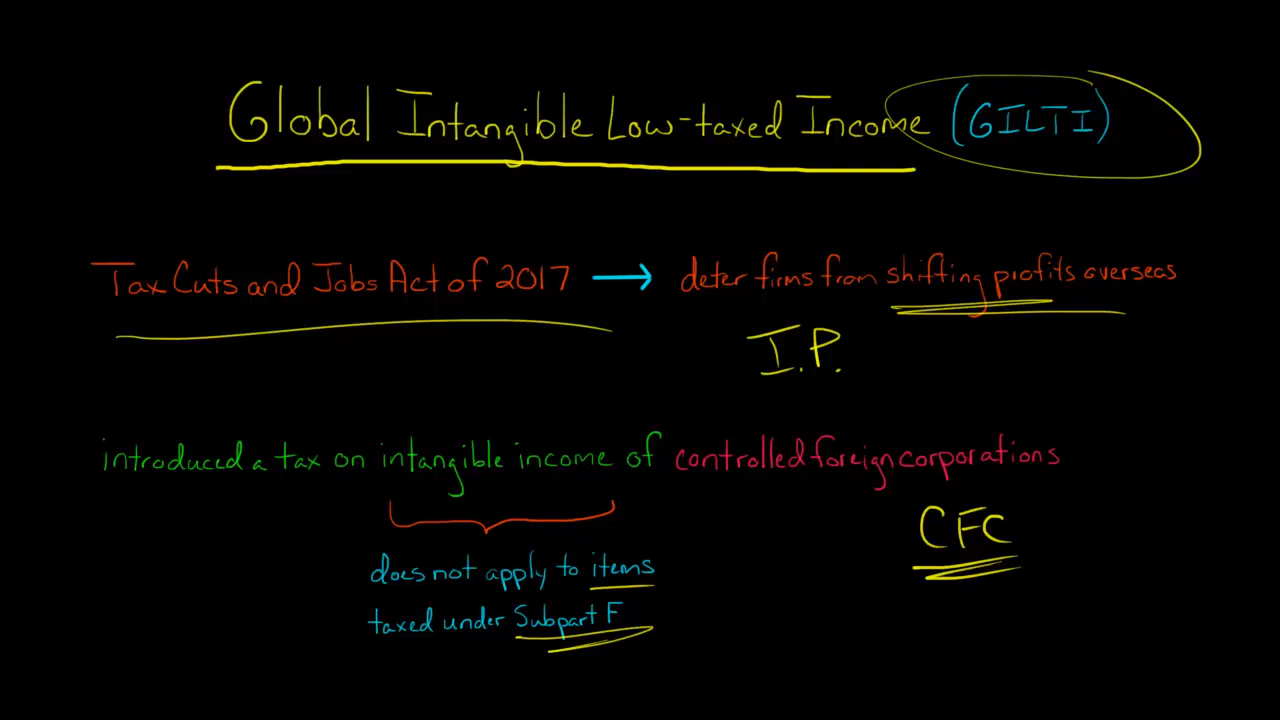 Global Intangible Low-taxed Income (GILTI)
Tax Cuts and Jobs Act of 2017 → deter firms from shifting profits overseas
I.P.
introduced a tax on intangible income of controlled foreign corporations
CFC
does not apply to items
taxed under Subpart F